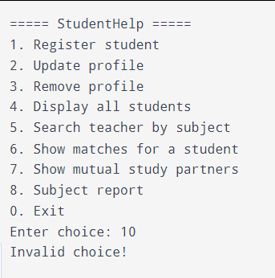 ===== StudentHelp =====
1. Register student
2. Update profile
3. Remove profile
4. Display all students
5. Search teacher by subject
6. Show matches for a student
7. Show mutual study partners
8. Subject report
0. Exit
Enter choice: 10
Invalid choice!